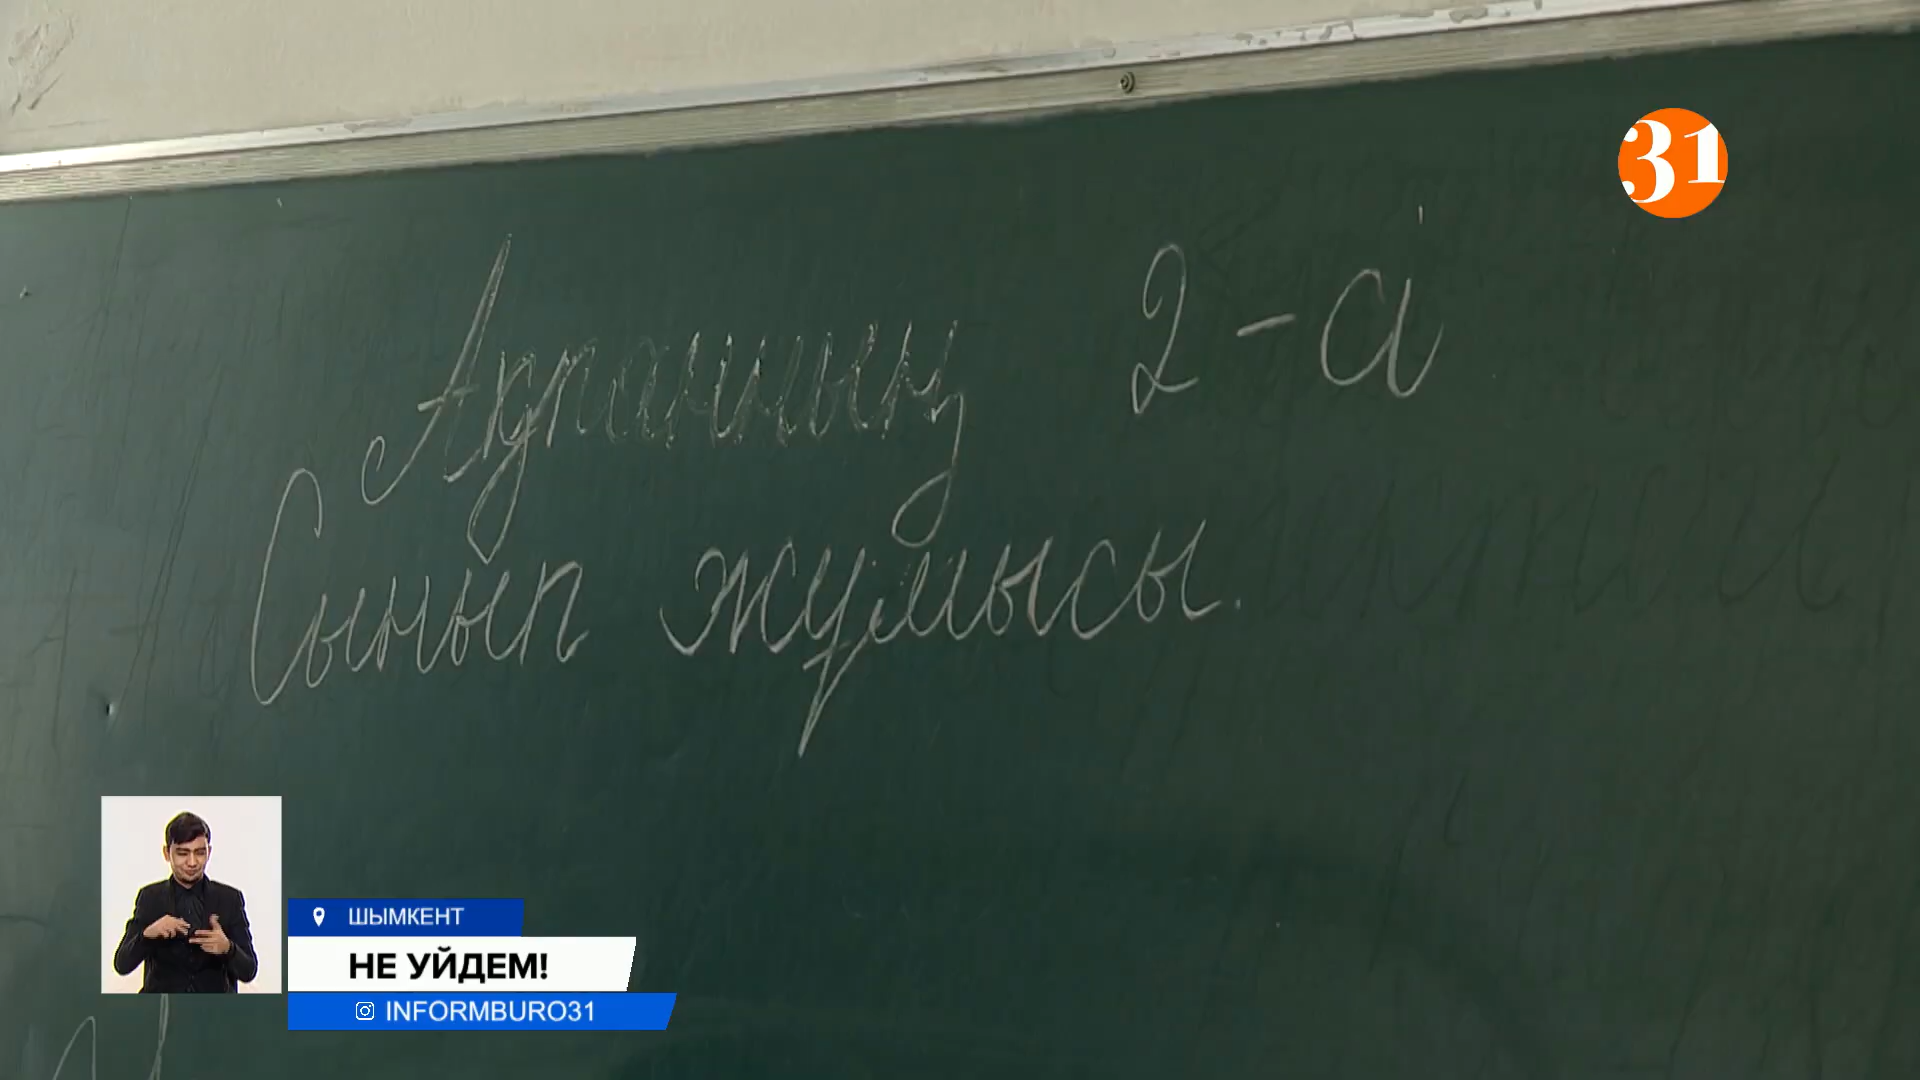 31
Ақпанның 2-сі
Сынып жұмысы.
ШЫМКЕНТ
НЕ УЙДЕМ!
INFORMBURO31